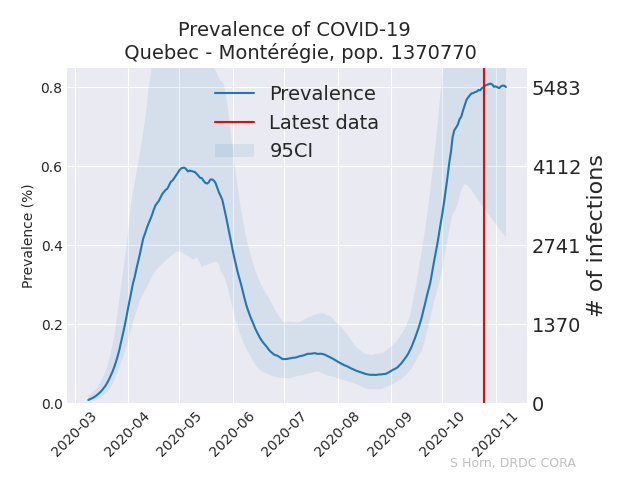 Prevalence of COVID-19
Quebec - Montérégie, pop. 1370770
Prevalence
Latest data
95CI
Prevalence (%)
0.8
0.6
0.4
0.2
0.0
5483
4112
2741
1370
0
# of infections
2020-03
2020-04
2020-05
2020-06
2020-07
2020-08
2020-09
2020-10
2020-11
S Horn, DRDC CORA